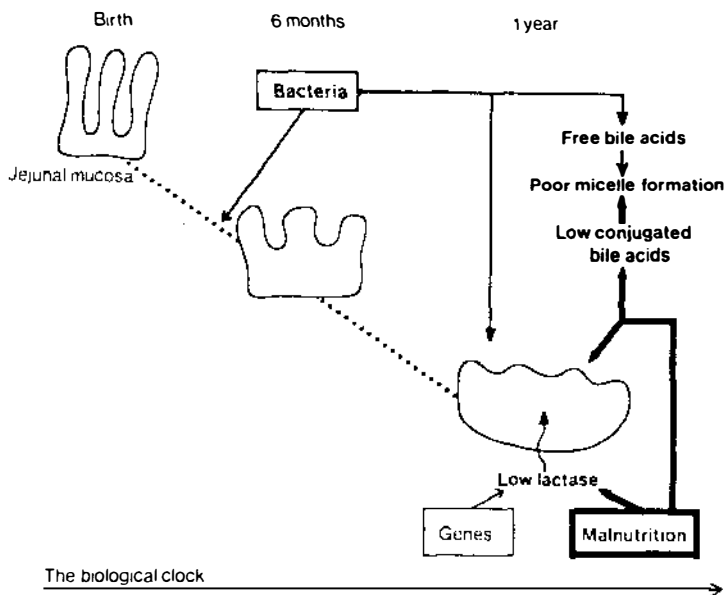 Birth
6 months
1 year
Bacteria
Free bile acids
Jejunal mucosa
Poor micelle formation
Low conjugated
bile acids
Low lactase
Genes
Malnutrition
The biological clock